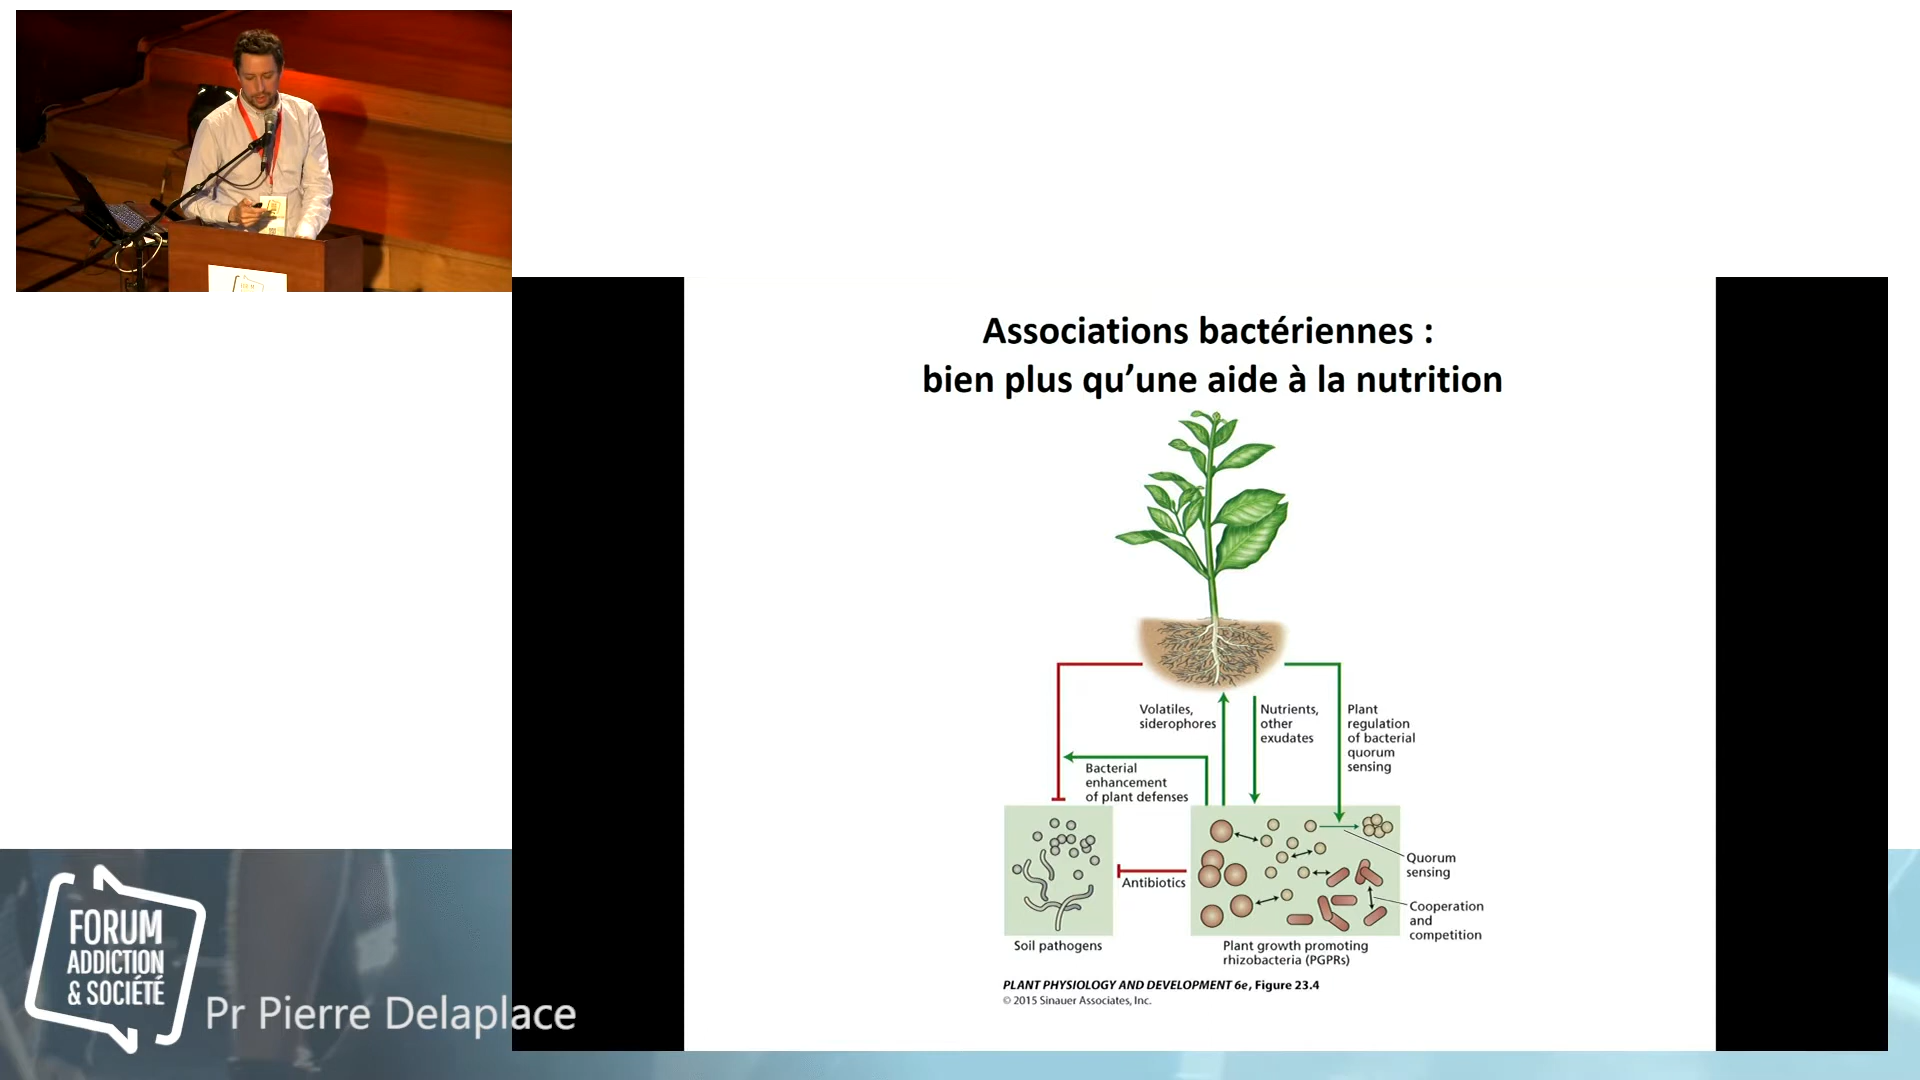 Associations bactériennes :
bien plus qu’une aide à la nutrition
Volatiles,
siderophores
Nutrients,
other
exudates
Plant
regulation
of bacterial
quorum
sensing
Bacterial
enhancement
of plant defenses
Antibiotics
Quorum
sensing
Cooperation
and
competition
Soil pathogens
Plant growth promoting
rhizobacteria (PGPRs)
PLANT PHYSIOLOGY AND DEVELOPMENT 6e, Figure 23.4
© 2015 Sinauer Associates, Inc.
FORUM
ADDICTION
& SOCIÉTÉ
Pr Pierre Delaplace